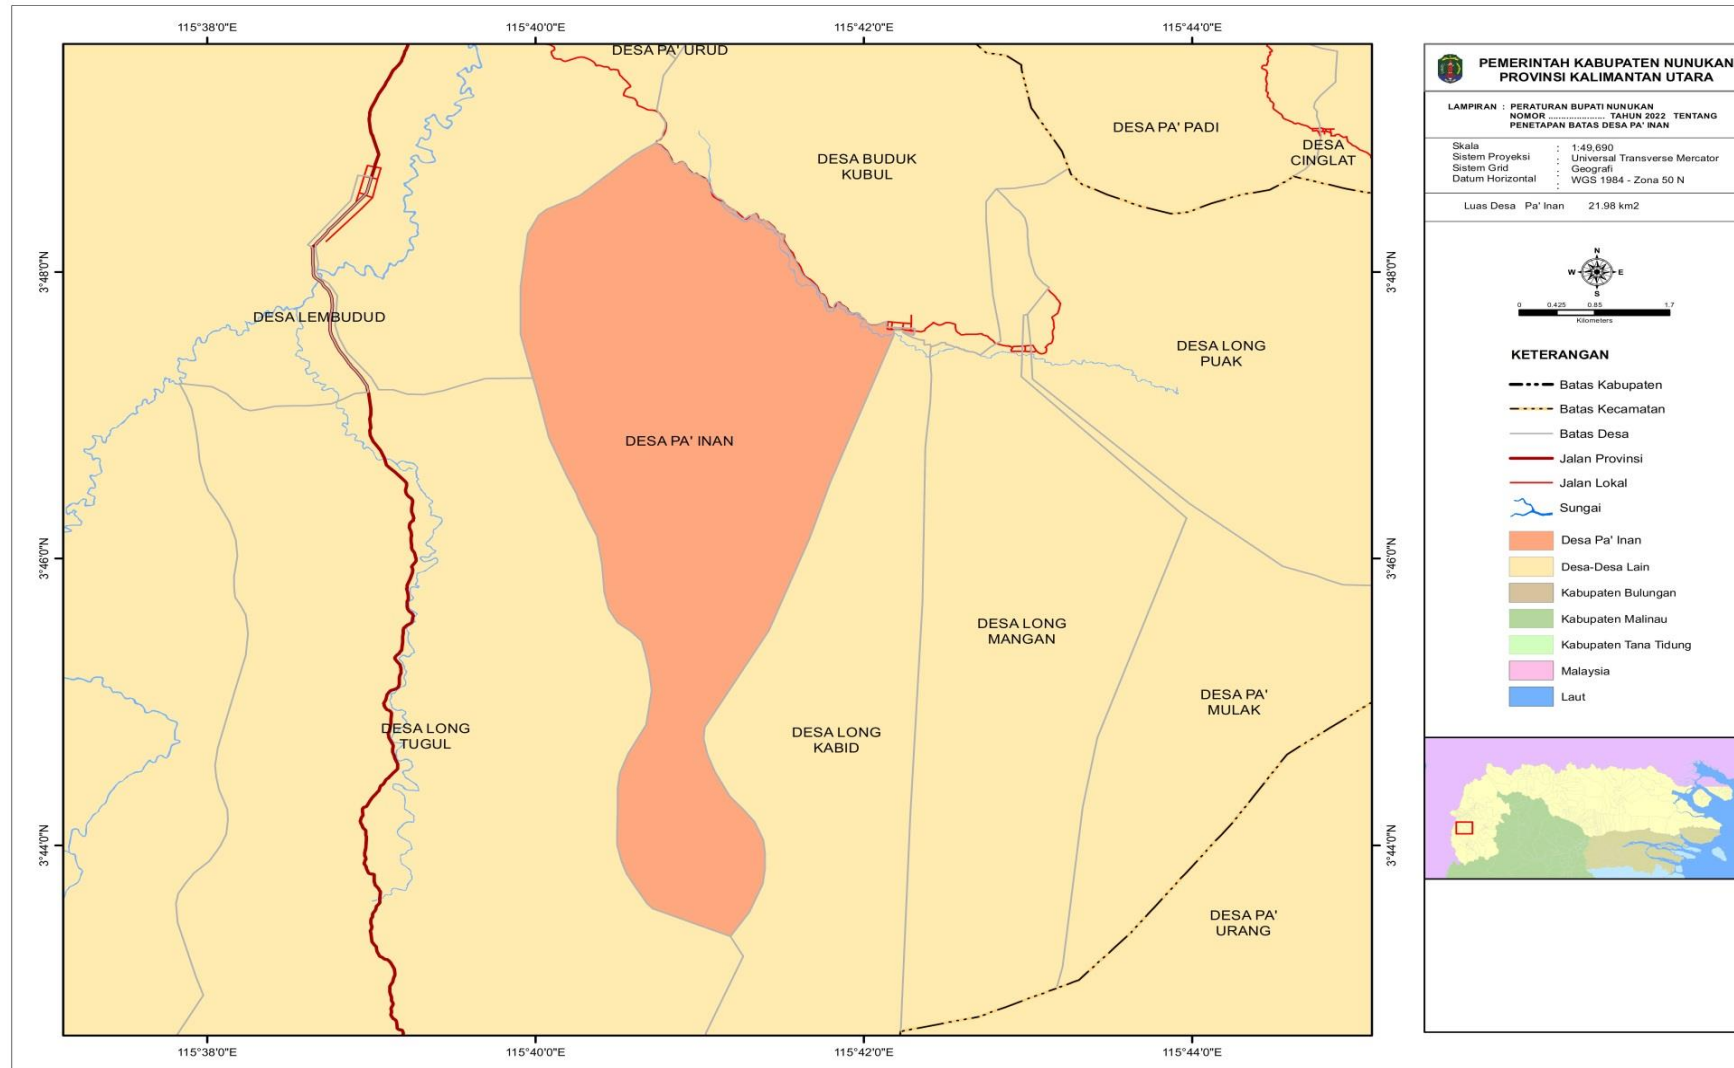 115°38'0"E
115°40'0"E
115°42'0"E
115°44'0"E
DESA PA' URUD
DESA PA' PADI
DESA
CINGLAT
DESA BUDUK
KUBUL
3°48'0"N
3°48'0"N
DESA LEMBUDUD
DESA LONG
PUAK
DESA PA' INAN
3°46'0"N
3°46'0"N
DESA LONG
MANGAN
DESA PA'
MULAK
DESA LONG
TUGUL
DESA LONG
KABID
3°44'0"N
3°44'0"N
DESA PA'
URANG
115°38'0"E
115°40'0"E
115°42'0"E
115°44'0"E
PEMERINTAH KABUPATEN NUNUKAN
PROVINSI KALIMANTAN UTARA
LAMPIRAN : PERATURAN BUPATI NUNUKAN
NOMOR ..................... TAHUN 2022 TENTANG
PENETAPAN BATAS DESA PA' INAN
Skala : 1:49,690
Sistem Proyeksi : Universal Transverse Mercator
Sistem Grid : Geografi
Datum Horizontal : WGS 1984 - Zona 50 N
Luas Desa Pa' Inan 21.98 km2
N
W E
S
0 0.425 0.85 1.7
Kilometers
KETERANGAN
Batas Kabupaten
Batas Kecamatan
Batas Desa
Jalan Provinsi
Jalan Lokal
Sungai
Desa Pa' Inan
Desa-Desa Lain
Kabupaten Bulungan
Kabupaten Malinau
Kabupaten Tana Tidung
Malaysia
Laut